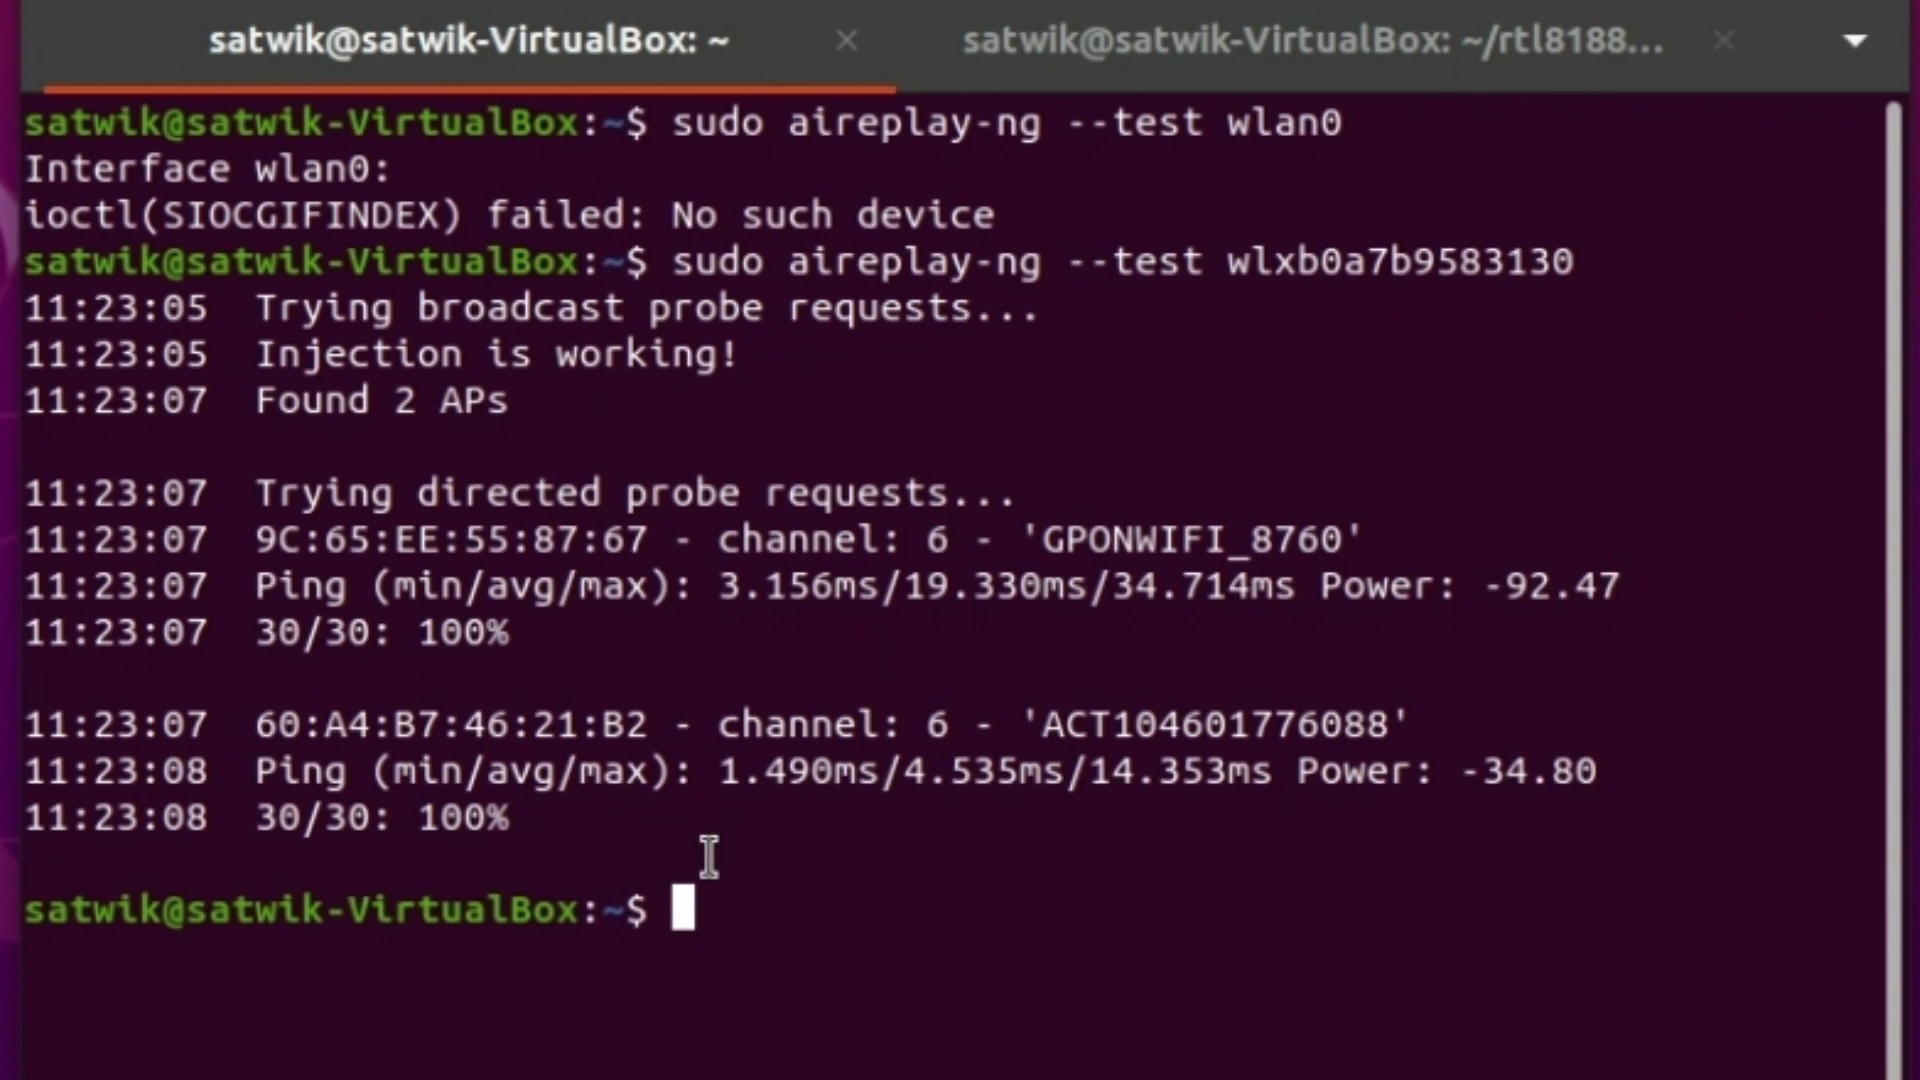 satwik@satwik-VirtualBox: ~ × satwik@satwik-VirtualBox: ~/rtl8188... ×
satwik@satwik-VirtualBox:~$ sudo aireplay-ng --test wlan0
Interface wlan0:
ioctl(SIOCGIFINDEX) failed: No such device
satwik@satwik-VirtualBox:~$ sudo aireplay-ng --test wlxb0a7b9583130
11:23:05  Trying broadcast probe requests...
11:23:05  Injection is working!
11:23:07  Found 2 APs
11:23:07  Trying directed probe requests...
11:23:07  9C:65:EE:55:87:67 - channel: 6 - 'GPONWIFI_8760'
11:23:07  Ping (min/avg/max): 3.156ms/19.330ms/34.714ms Power: -92.47
11:23:07  30/30: 100%
11:23:07  60:A4:B7:46:21:B2 - channel: 6 - 'ACT104601776088'
11:23:08  Ping (min/avg/max): 1.490ms/4.535ms/14.353ms Power: -34.80
11:23:08  30/30: 100%
satwik@satwik-VirtualBox:~$